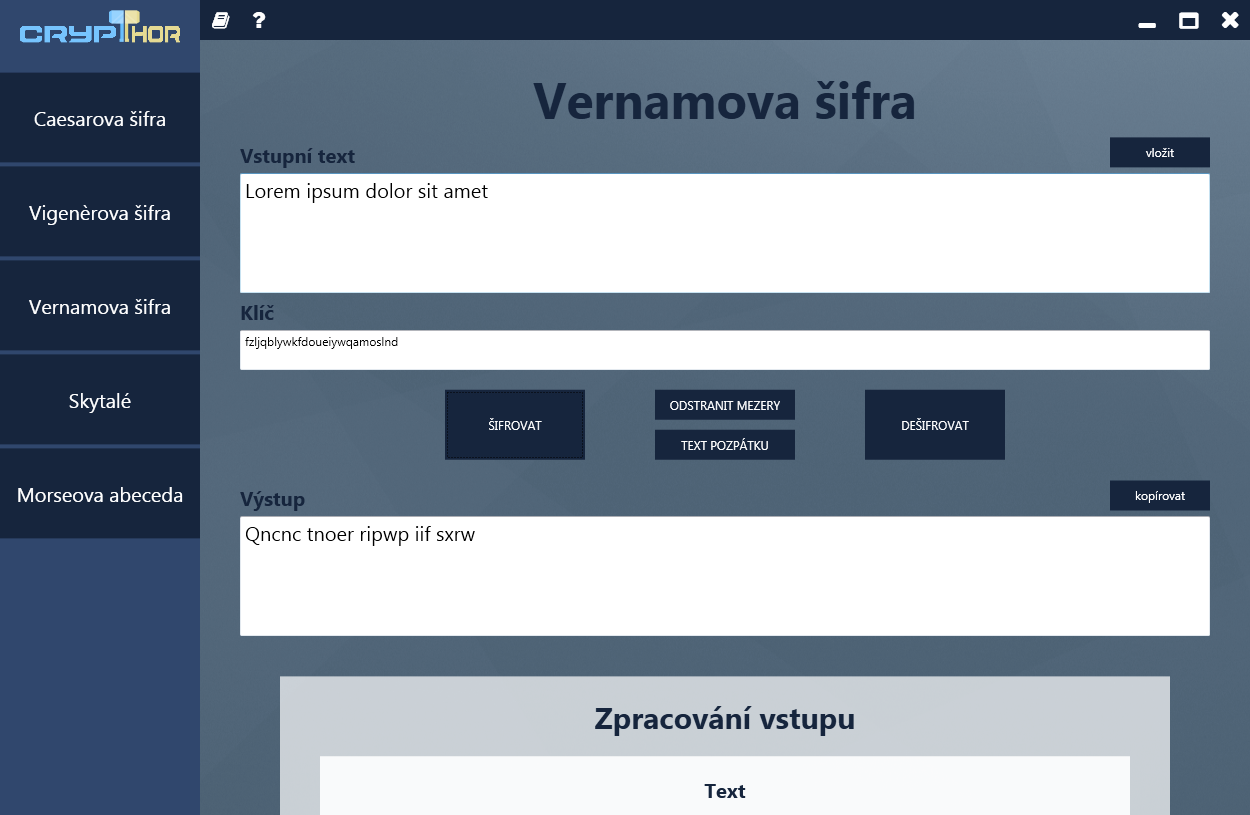 CRYPTHOR
?
Caesarova šifra
Vigenèrova šifra
Vernamova šifra
Skytalé
Morseova abeceda
Vernamova šifra
Vstupní text
vložit
Lorem ipsum dolor sit amet
Klíč
fzljqblywkfdoueiywqamoslnd
ŠIFROVAT
ODSTRANIT MEZERY
TEXT POZPÁTKU
DEŠIFROVAT
Výstup
kopírovat
Qncnc tnoer ripwp iif sxrw
Zpracování vstupu
Text